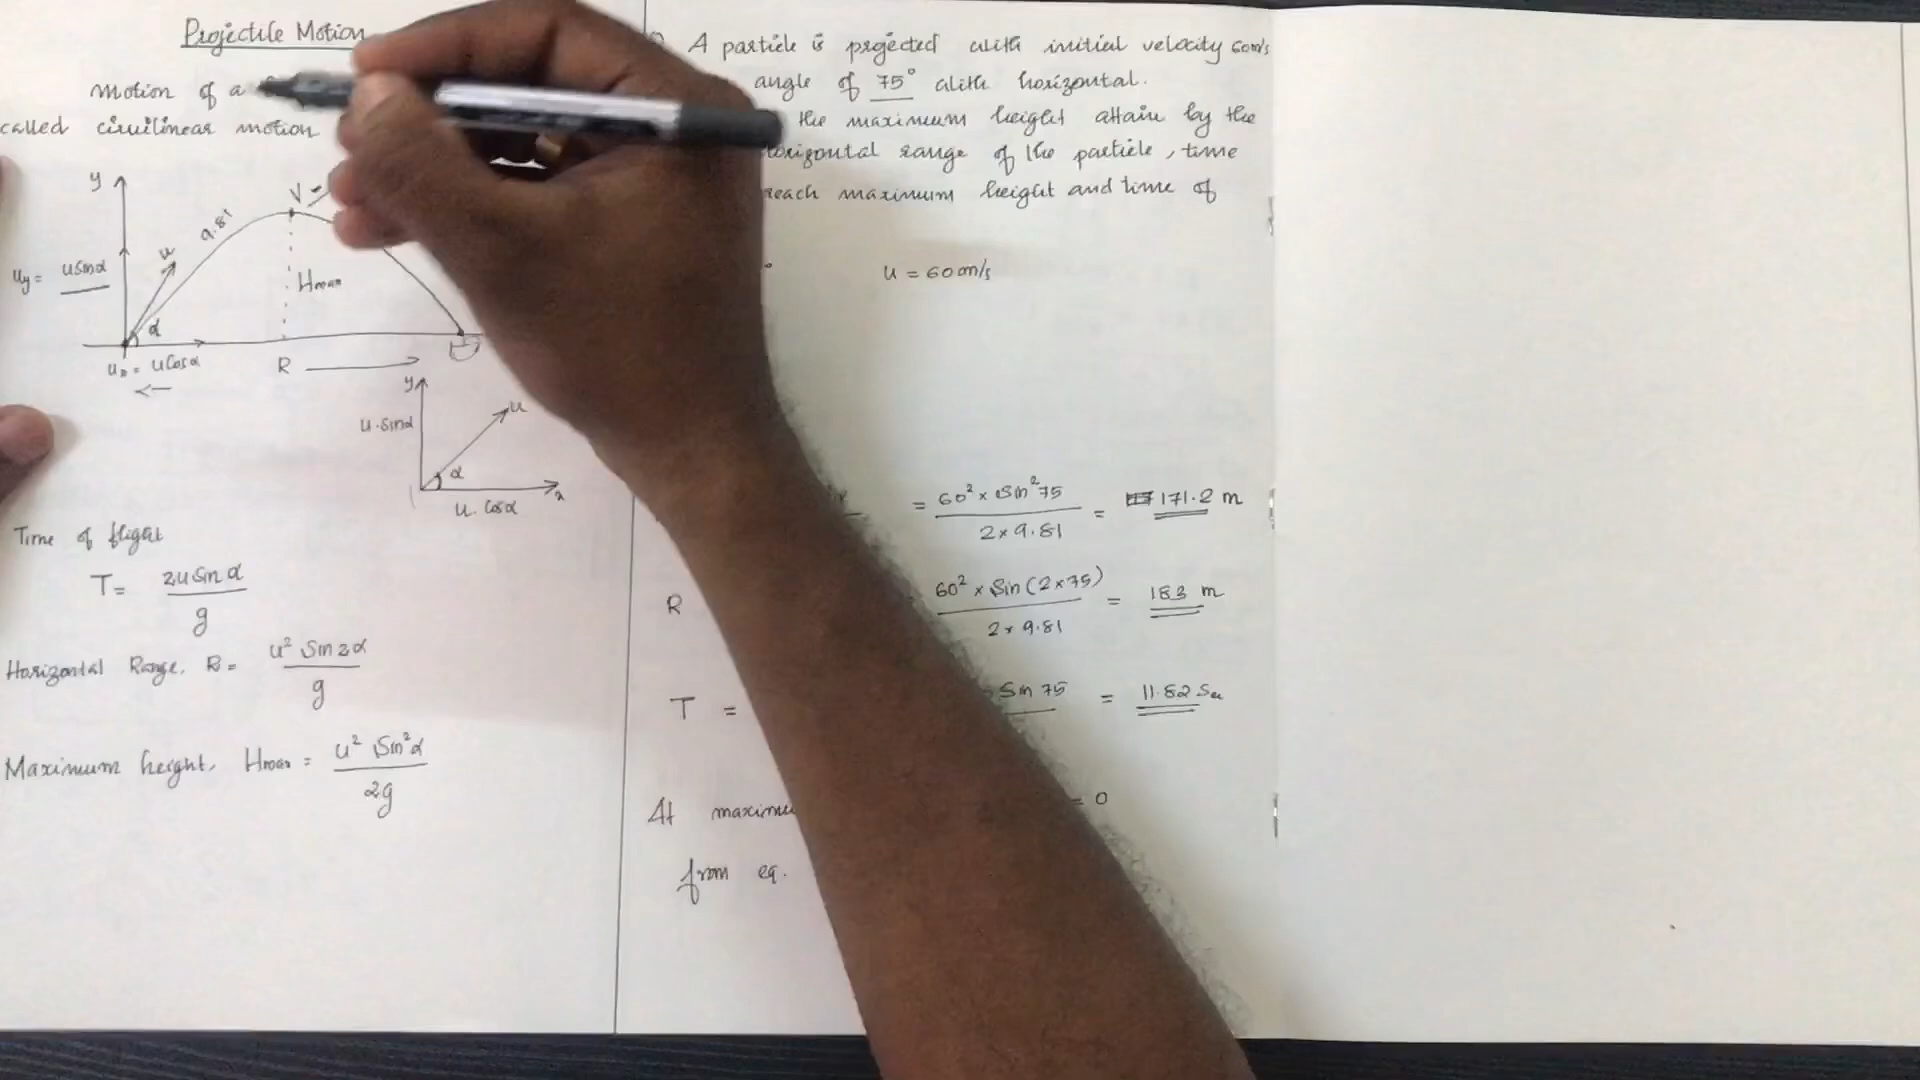 Projectile Motion
motion of a
called cirvilinear motion
y
V =
9.81
u
uy = usinα
Hmax
α
ux = ucosα
R
y
u
u.sinα
α
x
u. cosα
Time of flight
T = 2usinα / g
Horizontal Range, R = u² Sin2α / g
Maximum height, Hmax = u² Sin²α / 2g
A particle is projected with initial velocity 60m/s
angle of 75° with horizontal.
the maximum height attain by the
horizontal range of the particle, time
reach maximum height and time of
u = 60m/s
= 60² × Sin²75 / 2×9.81 = 171.2 m
R 60² × Sin(2×75) / 2×9.81 = 183 m
T = Sin 75 = 11.82 Sec
At maximu = 0
from eq.